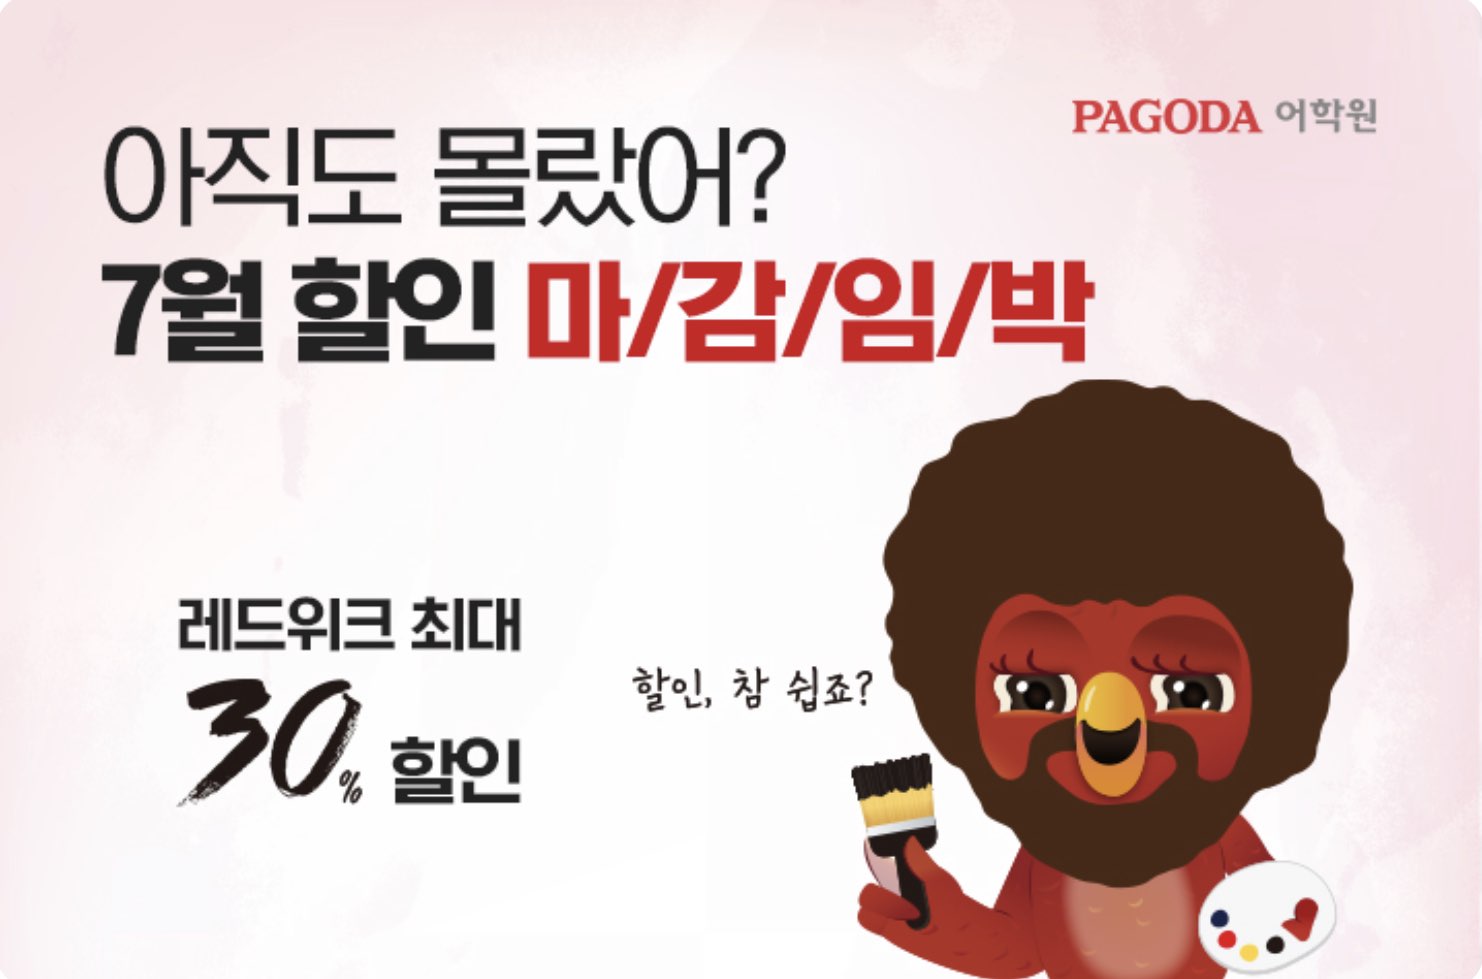 PAGODA 어학원
아직도 몰랐어?
7월 할인 마/감/임/박
레드위크 최대
30% 할인
할인, 참 쉽죠?